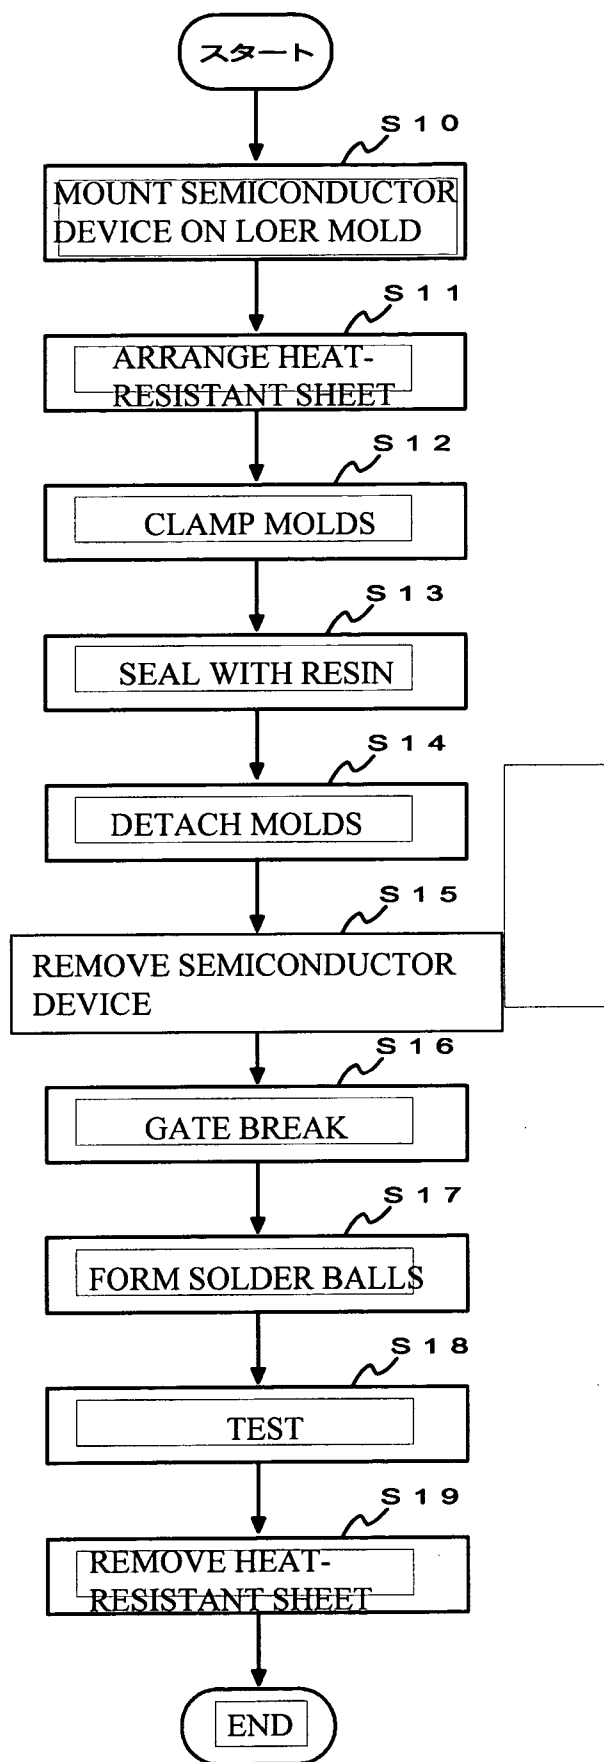 スタート
S10
MOUNT SEMICONDUCTOR
DEVICE ON LOER MOLD
S11
ARRANGE HEAT-
RESISTANT SHEET
S12
CLAMP MOLDS
S13
SEAL WITH RESIN
S14
DETACH MOLDS
S15
REMOVE SEMICONDUCTOR
DEVICE
S16
GATE BREAK
S17
FORM SOLDER BALLS
S18
TEST
S19
REMOVE HEAT-
RESISTANT SHEET
END